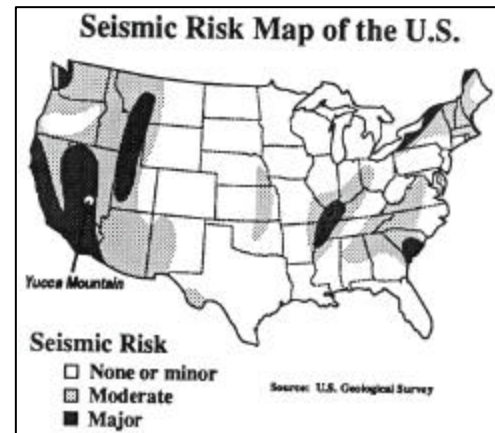 Seismic Risk Map of the U.S.
Yucca Mountain
Seismic Risk
None or minor
Moderate
Major
Source: U.S. Geological Survey